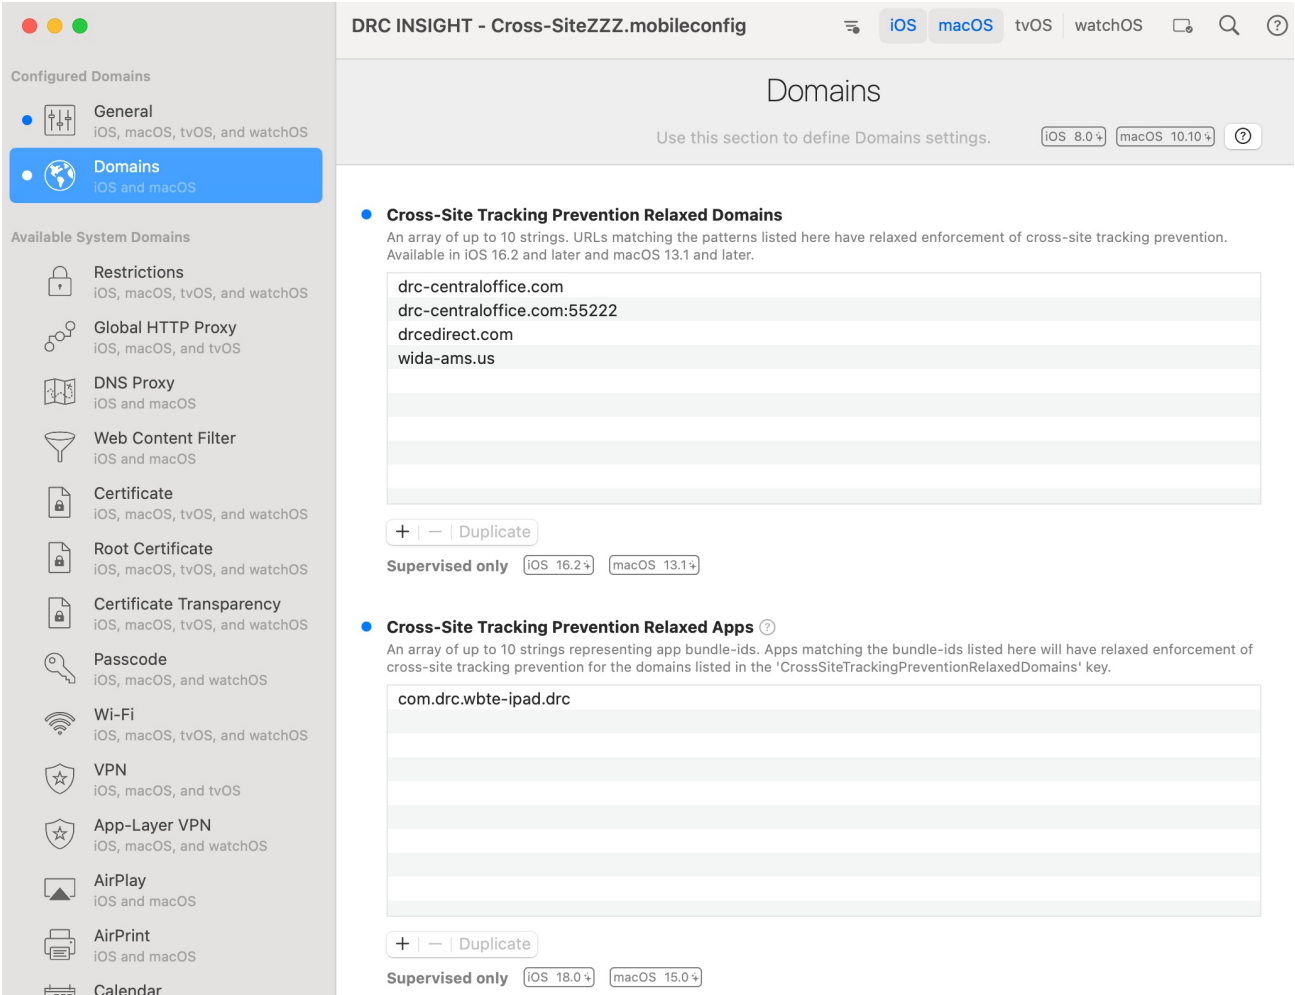 DRC INSIGHT - Cross-SiteZZZ.mobileconfig
iOS
macOS
tvOS
watchOS
Configured Domains
General
iOS, macOS, tvOS, and watchOS
Domains
iOS and macOS
Available System Domains
Restrictions
iOS, macOS, tvOS, and watchOS
Global HTTP Proxy
iOS, macOS, and tvOS
DNS Proxy
iOS and macOS
Web Content Filter
iOS and macOS
Certificate
iOS, macOS, tvOS, and watchOS
Root Certificate
iOS, macOS, tvOS, and watchOS
Certificate Transparency
iOS, macOS, tvOS, and watchOS
Passcode
iOS, macOS, and watchOS
Wi-Fi
iOS, macOS, tvOS, and watchOS
VPN
iOS, macOS, and tvOS
App-Layer VPN
iOS, macOS, and watchOS
AirPlay
iOS and macOS
AirPrint
iOS and macOS
Calendar
Domains
Use this section to define Domains settings.
iOS 8.0+
macOS 10.10+
?
Cross-Site Tracking Prevention Relaxed Domains
An array of up to 10 strings. URLs matching the patterns listed here have relaxed enforcement of cross-site tracking prevention.
Available in iOS 16.2 and later and macOS 13.1 and later.
drc-centraloffice.com
drc-centraloffice.com:55222
drcedirect.com
wida-ams.us
+ − Duplicate
Supervised only iOS 16.2+ macOS 13.1+
Cross-Site Tracking Prevention Relaxed Apps ?
An array of up to 10 strings representing app bundle-ids. Apps matching the bundle-ids listed here will have relaxed enforcement of
cross-site tracking prevention for the domains listed in the 'CrossSiteTrackingPreventionRelaxedDomains' key.
com.drc.wbte-ipad.drc
+ − Duplicate
Supervised only iOS 18.0+ macOS 15.0+